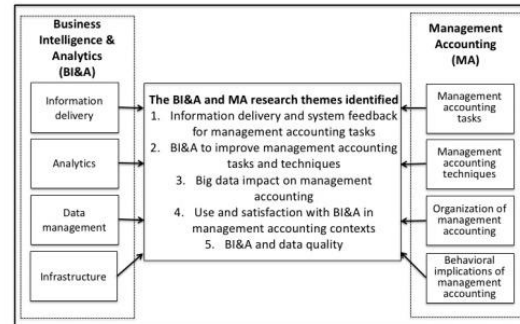 Business
Intelligence &
Analytics
(BI&A)
Information
delivery
Analytics
Data
management
Infrastructure
The BI&A and MA research themes identified
1. Information delivery and system feedback
for management accounting tasks
2. BI&A to improve management accounting
tasks and techniques
3. Big data impact on management
accounting
4. Use and satisfaction with BI&A in
management accounting contexts
5. BI&A and data quality
Management
Accounting
(MA)
Management
accounting
tasks
Management
accounting
techniques
Organization of
management
accounting
Behavioral
implications of
management
accounting